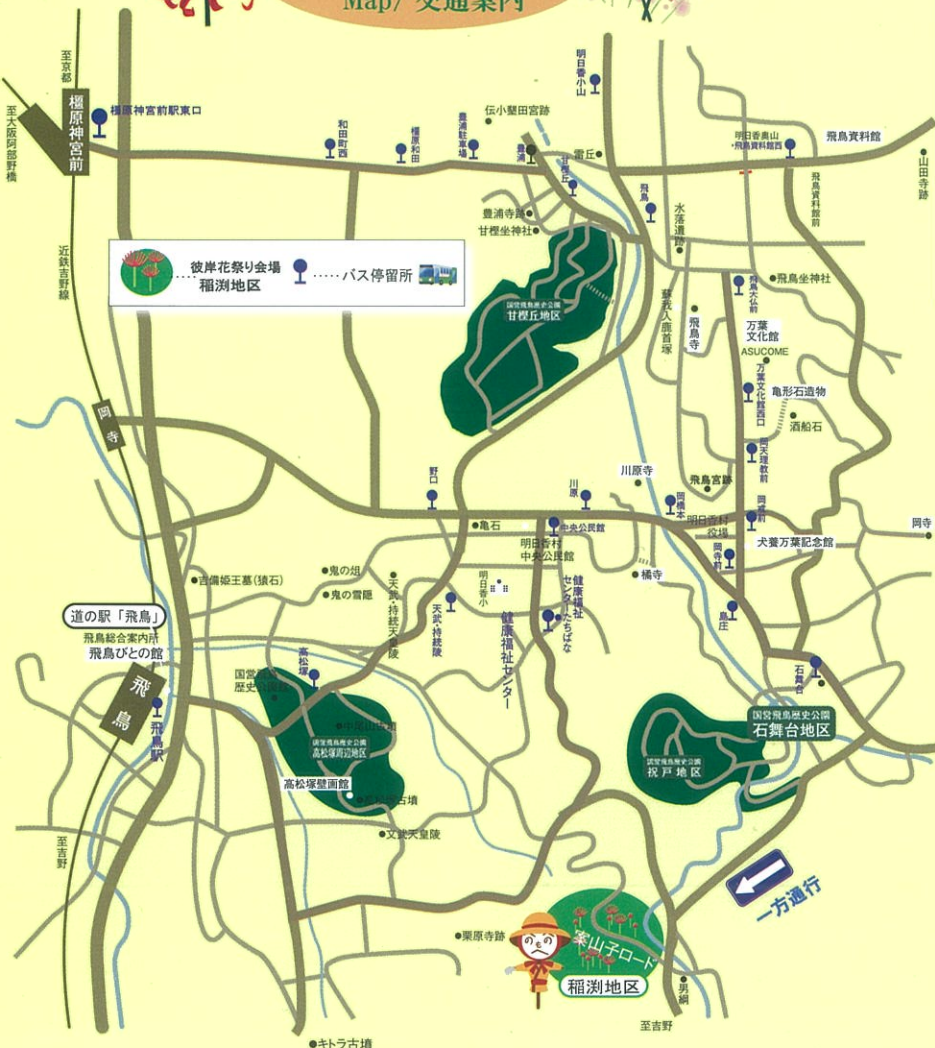 Map/ 交通案内
至京都
橿原神宮前
至大阪阿部野橋
橿原神宮前駅東口
近鉄吉野線
和田町西
橿原和田
豊浦駐車場
伝小墾田宮跡
豊浦
甘樫丘
雷丘
明日香小山
飛鳥
水落遺跡
明日香奥山
・飛鳥資料館西
飛鳥資料館
飛鳥資料館前
山田寺跡
豊浦寺跡
甘樫坐神社
彼岸花祭り会場
稲渕地区
……バス停留所
国営飛鳥歴史公園
甘樫丘地区
蘇我入鹿首塚
飛鳥寺
飛鳥大仏前
飛鳥坐神社
万葉
文化館
ASUCOME
万葉文化館西口
亀形石造物
酒船石
岡天理教前
飛鳥宮跡
岡寺
野口
川原
川原寺
岡橋本
明日香村
役場
岡戒前
岡寺
犬養万葉記念館
岡寺前
亀石
中央公民館
明日香村
中央公民館
橘寺
島庄
石舞台
吉備姫王墓(猿石)
鬼の俎
鬼の雪隠
天武・持統天皇陵
天武・持統陵
明日香小
健康福祉センター
健康福祉
センターたちばな
道の駅「飛鳥」
飛鳥総合案内所
飛鳥びとの館
飛鳥
飛鳥駅
高松塚
国営飛鳥
歴史公園館
中尾山古墳
国営飛鳥歴史公園
高松塚周辺地区
高松塚壁画館
高松塚古墳
文武天皇陵
国営飛鳥歴史公園
石舞台地区
国営飛鳥歴史公園
祝戸地区
至吉野
一方通行
栗原寺跡
案山子ロード
稲渕地区
男綱
至吉野
キトラ古墳